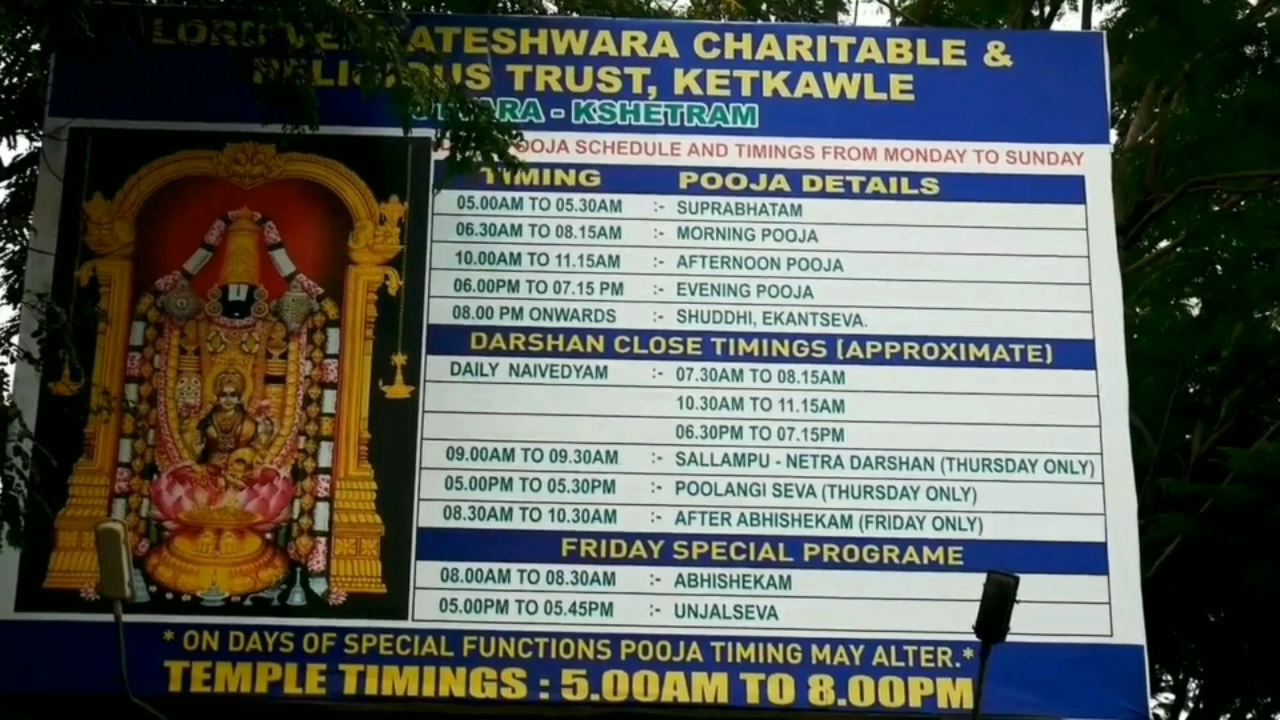 ATESHWARA CHARITABLE &
TRUST, KETKAWLE
- KSHETRAM
POOJA SCHEDULE AND TIMINGS FROM MONDAY TO SUNDAY
TIMING POOJA DETAILS
05.00AM TO 05.30AM :- SUPRABHATAM
06.30AM TO 08.15AM :- MORNING POOJA
10.00AM TO 11.15AM :- AFTERNOON POOJA
06.00PM TO 07.15 PM :- EVENING POOJA
08.00 PM ONWARDS :- SHUDDHI, EKANTSEVA.
DARSHAN CLOSE TIMINGS (APPROXIMATE)
DAILY NAIVEDYAM :- 07.30AM TO 08.15AM
10.30AM TO 11.15AM
06.30PM TO 07.15PM
09.00AM TO 09.30AM :- SALLAMPU - NETRA DARSHAN (THURSDAY ONLY)
05.00PM TO 05.30PM :- POOLANGI SEVA (THURSDAY ONLY)
08.30AM TO 10.30AM :- AFTER ABHISHEKAM (FRIDAY ONLY)
FRIDAY SPECIAL PROGRAME
08.00AM TO 08.30AM :- ABHISHEKAM
05.00PM TO 05.45PM :- UNJALSEVA
* ON DAYS OF SPECIAL FUNCTIONS POOJA TIMING MAY ALTER.*
TEMPLE TIMINGS : 5.00AM TO 8.00PM